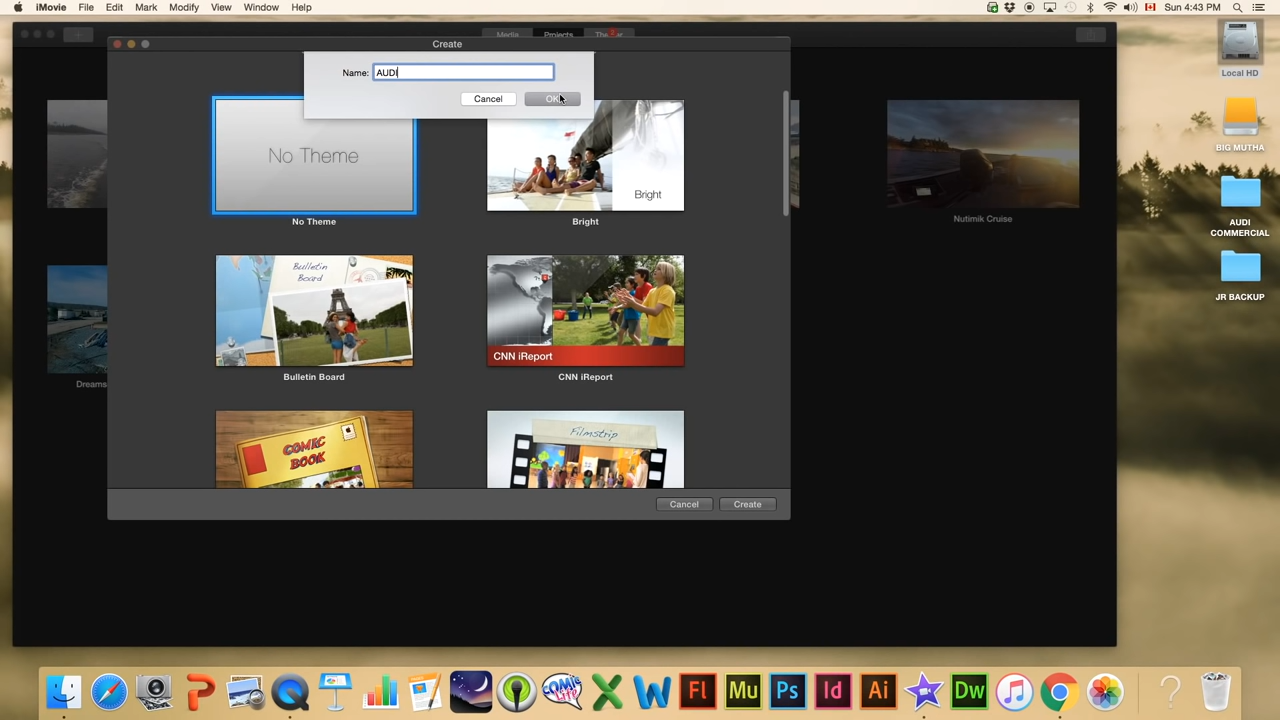 iMovie File Edit Mark Modify View Window Help Sun 4:43 PM
Media Projects
Create
Name: AUDI
Cancel OK
No Theme
Bright
No Theme
Bright
Bulletin Board
CNN iReport
Bulletin Board
CNN iReport
COMIC BOOK
Filmstrip
Cancel Create
Nutimik Cruise
Dreams
Local HD
BIG MUTHA
AUDI
COMMERCIAL
JR BACKUP
Fl Mu Ps Id Ai Dw